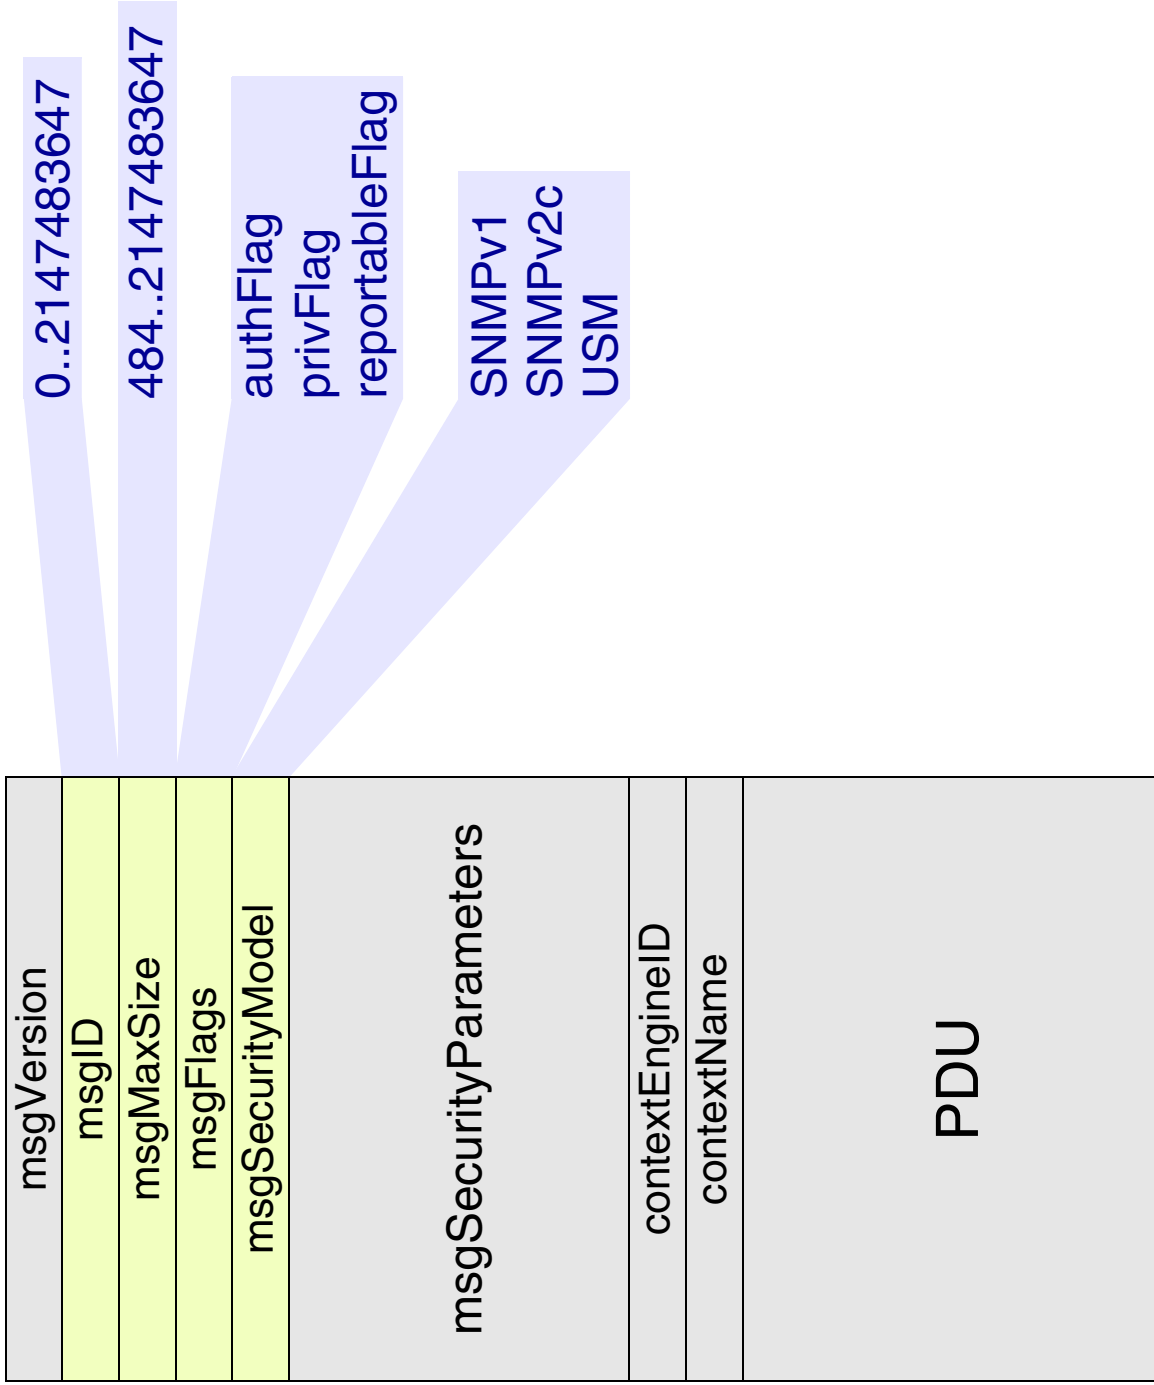 msgVersion
msgID
msgMaxSize
msgFlags
msgSecurityModel
msgSecurityParameters
contextEngineID
contextName
PDU
0..2147483647
484..2147483647
authFlag
privFlag
reportableFlag
SNMPv1
SNMPv2c
USM